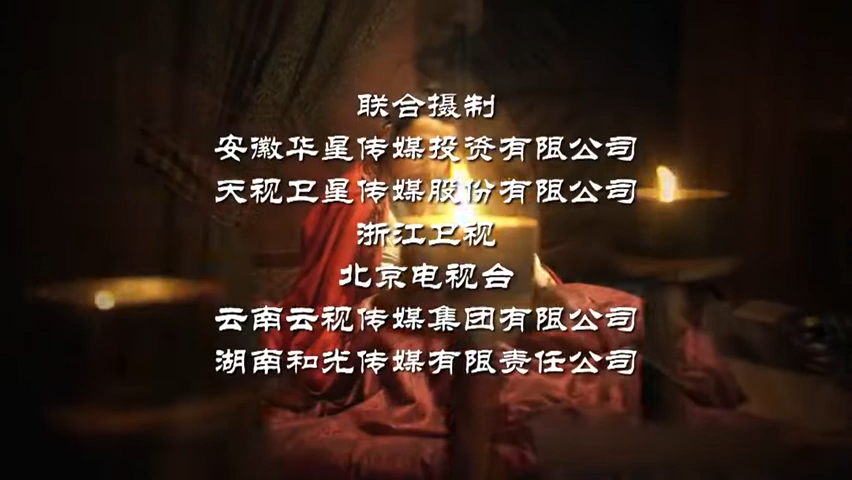 联合摄制
安徽华星传媒投资有限公司
天视卫星传媒股份有限公司
浙江卫视
北京电视台
云南云视传媒集团有限公司
湖南和光传媒有限责任公司